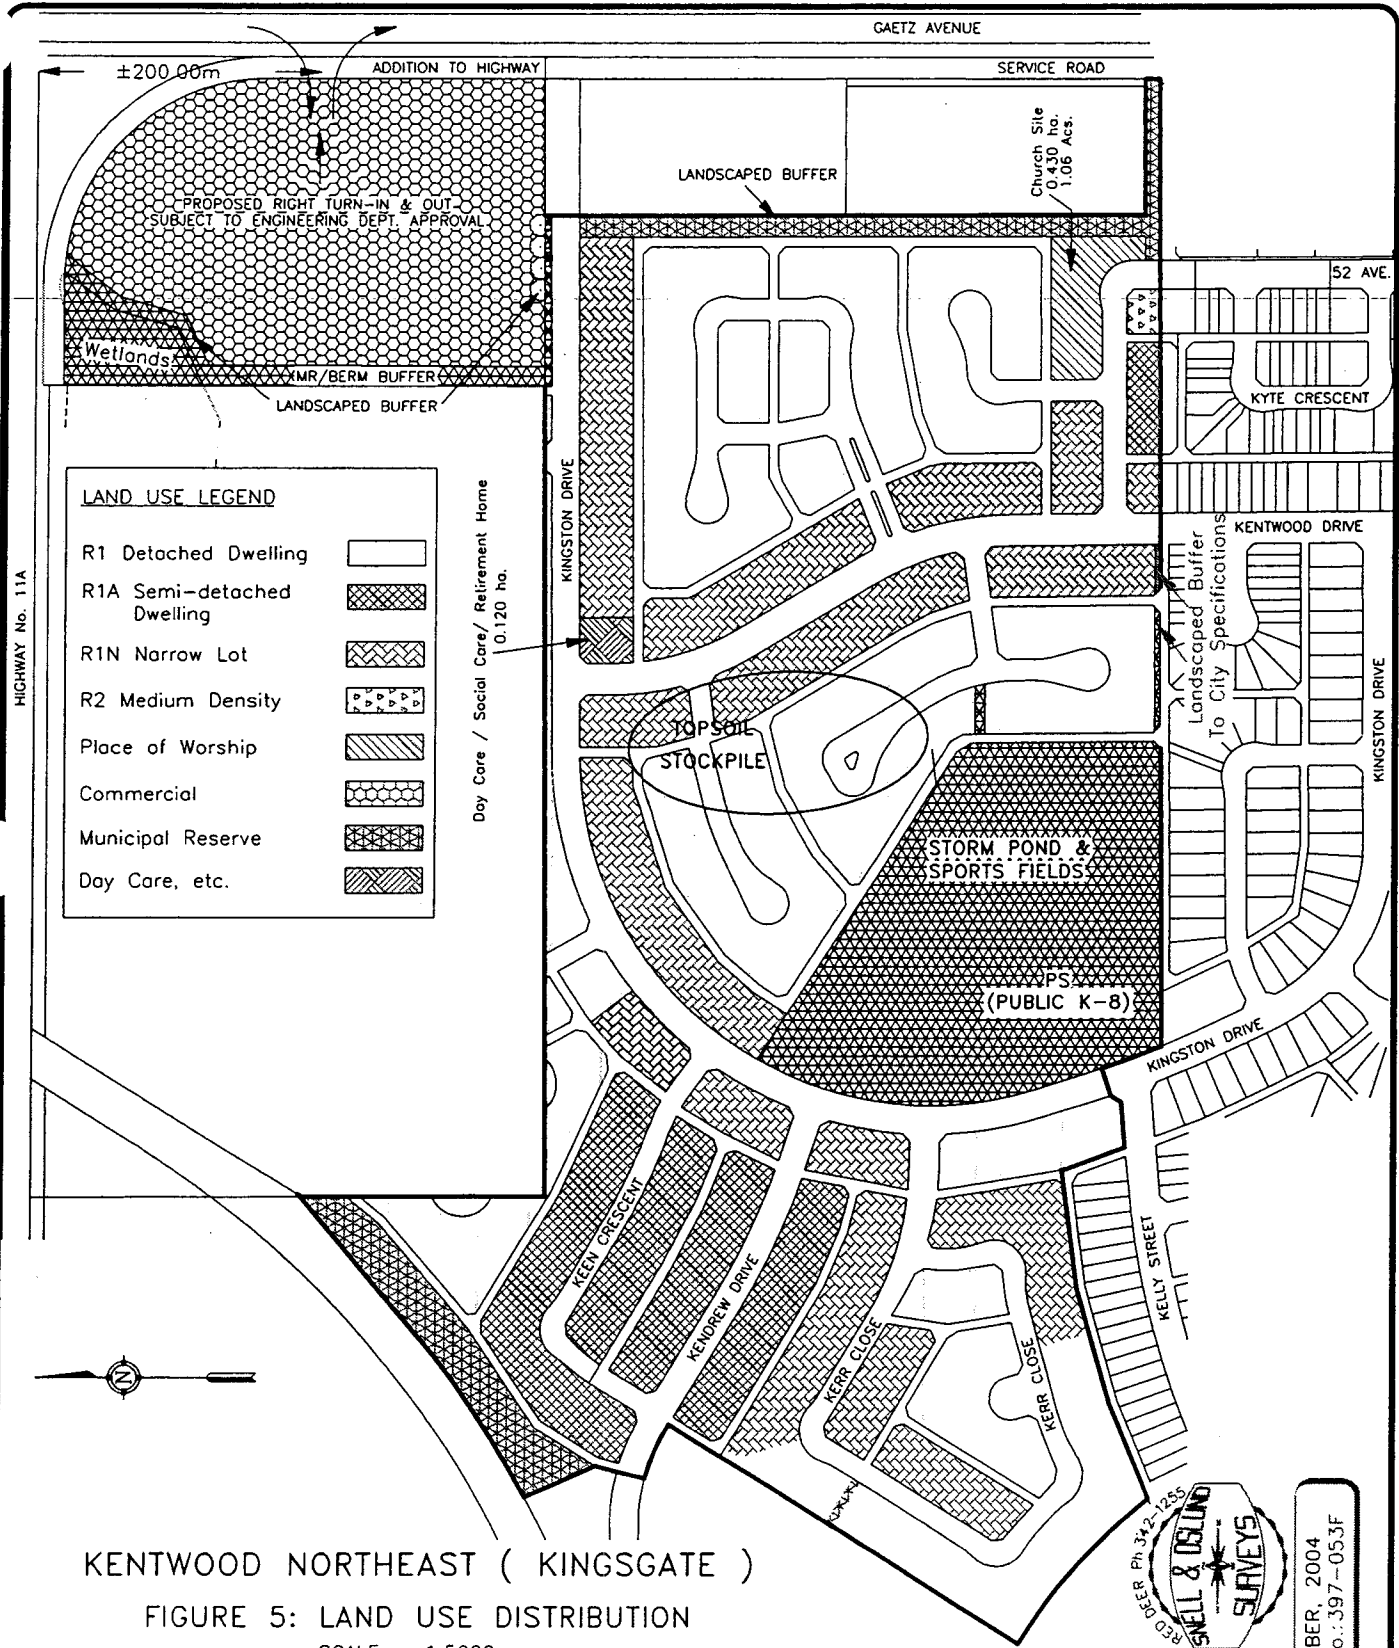 GAETZ AVENUE
±200.00m
ADDITION TO HIGHWAY
SERVICE ROAD
Church Site
0.430 ha.
1.06 Acs.
LANDSCAPED BUFFER
PROPOSED RIGHT TURN-IN & OUT
SUBJECT TO ENGINEERING DEPT. APPROVAL
52 AVE.
Wetlands
MR/BERM BUFFER
LANDSCAPED BUFFER
KYTE CRESCENT
KINGSTON DRIVE
LAND USE LEGEND
R1 Detached Dwelling
R1A Semi-detached
Dwelling
R1N Narrow Lot
R2 Medium Density
Place of Worship
Commercial
Municipal Reserve
Day Care, etc.
HIGHWAY No. 11A
Day Care / Social Care/ Retirement Home
0.120 ha.
KENTWOOD DRIVE
Landscaped Buffer
To City Specifications
KINGSTON DRIVE
TOPSOIL
STOCKPILE
STORM POND &
SPORTS FIELDS
PS
(PUBLIC K-8)
KINGSTON DRIVE
KEEN CRESCENT
KENDREW DRIVE
KERR CLOSE
KERR CLOSE
KELLY STREET
N
KENTWOOD NORTHEAST ( KINGSGATE )
FIGURE 5: LAND USE DISTRIBUTION
RED DEER Ph 342-1255
SNELL & OSLUND
SURVEYS
BER, 2004
o.:397-053F